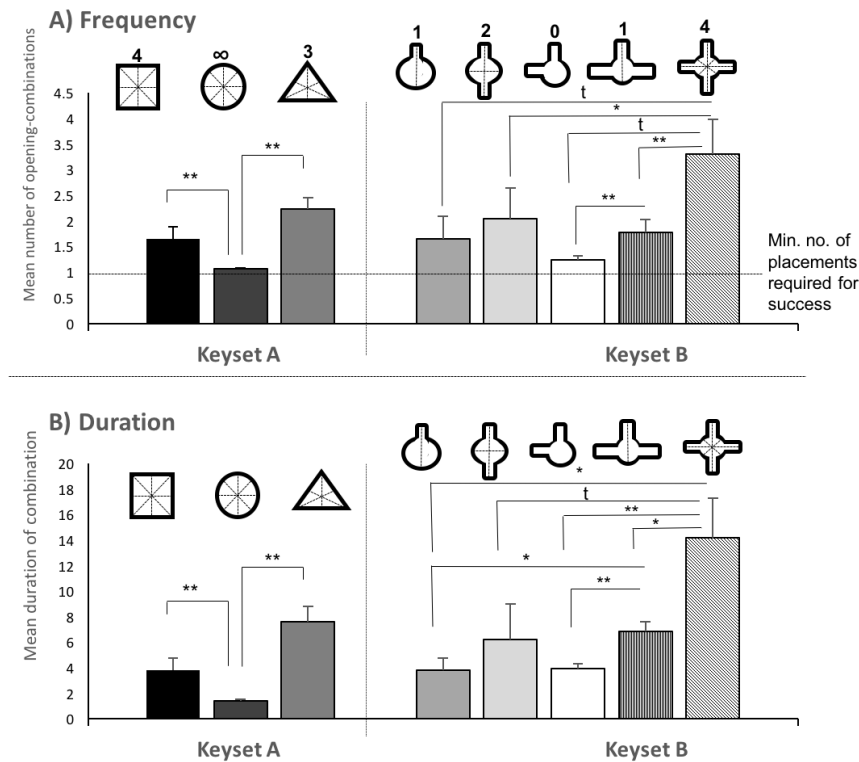 A) Frequency
4 ∞ 3 1 2 0 1 4
Mean number of opening-combinations
4.5
4
3.5
3
2.5
2
1.5
1
0.5
0
t
*
t
**
**
**
**
Min. no. of
placements
required for
success
Keyset A Keyset B
B) Duration
Mean duration of combination
20
18
16
14
12
10
8
6
4
2
0
*
t
**
*
**
*
**
**
Keyset A Keyset B